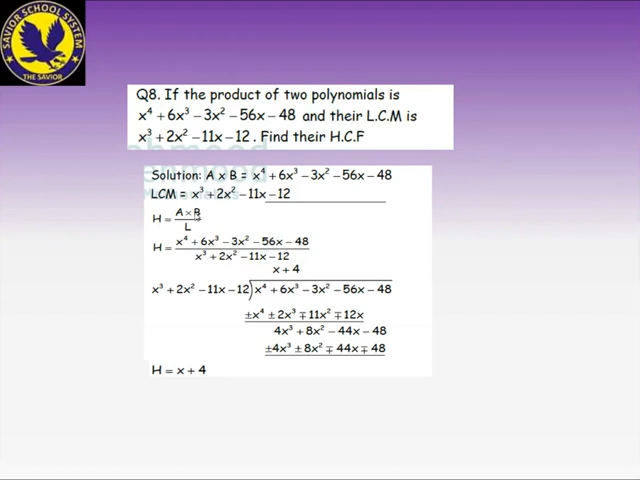 SAVIOR SCHOOL SYSTEM
THE SAVIOR
Q8. If the product of two polynomials is
x⁴ + 6x³ − 3x² − 56x − 48 and their L.C.M is
x³ + 2x² − 11x − 12 . Find their H.C.F
Solution: A × B = x⁴ + 6x³ − 3x² − 56x − 48
LCM = x³ + 2x² − 11x − 12
H = A × B / L
H = x⁴ + 6x³ − 3x² − 56x − 48 / x³ + 2x² − 11x − 12
x + 4
x³ + 2x² − 11x − 12) x⁴ + 6x³ − 3x² − 56x − 48
±x⁴ ± 2x³ ∓ 11x² ∓ 12x
4x³ + 8x² − 44x − 48
±4x³ ± 8x² ∓ 44x ∓ 48
H = x + 4